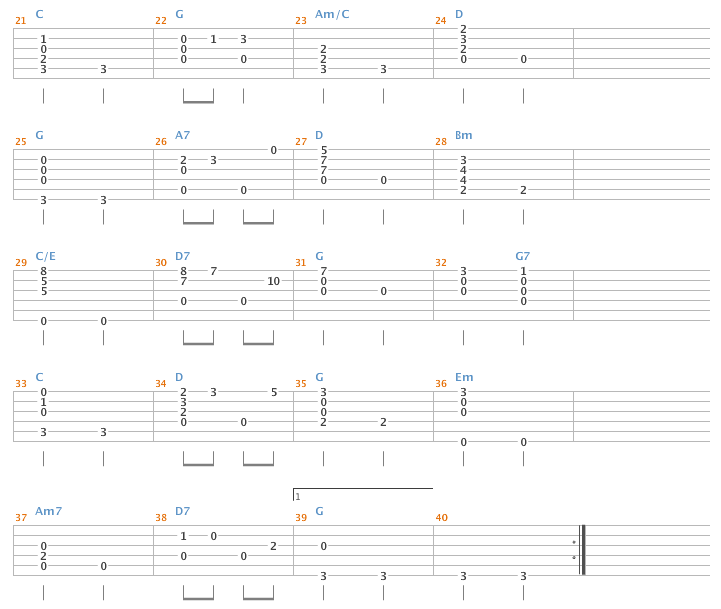 21 C 22 G 23 Am/C 24 D
2
1 0 1 3 3
0 0 2 2
2 0 2 0 0
3 3 3 3
25 G 26 A7 27 D 28 Bm
0 5
0 2 3 7 3
0 0 7 4
0 0 0 4
0 0 2 2
3 3
29 C/E 30 D7 31 G 32 G7
8 8 7 7 3 1
5 7 10 0 0 0
5 0 0 0 0
0 0 0
0 0
33 C 34 D 35 G 36 Em
0 2 3 5 3 3
1 3 0 0
0 2 0 0
0 0 2 2
3 3
0 0
1
37 Am7 38 D7 39 G 40
1 0
0 2 0
2 0 0
0 0
3 3 3 3